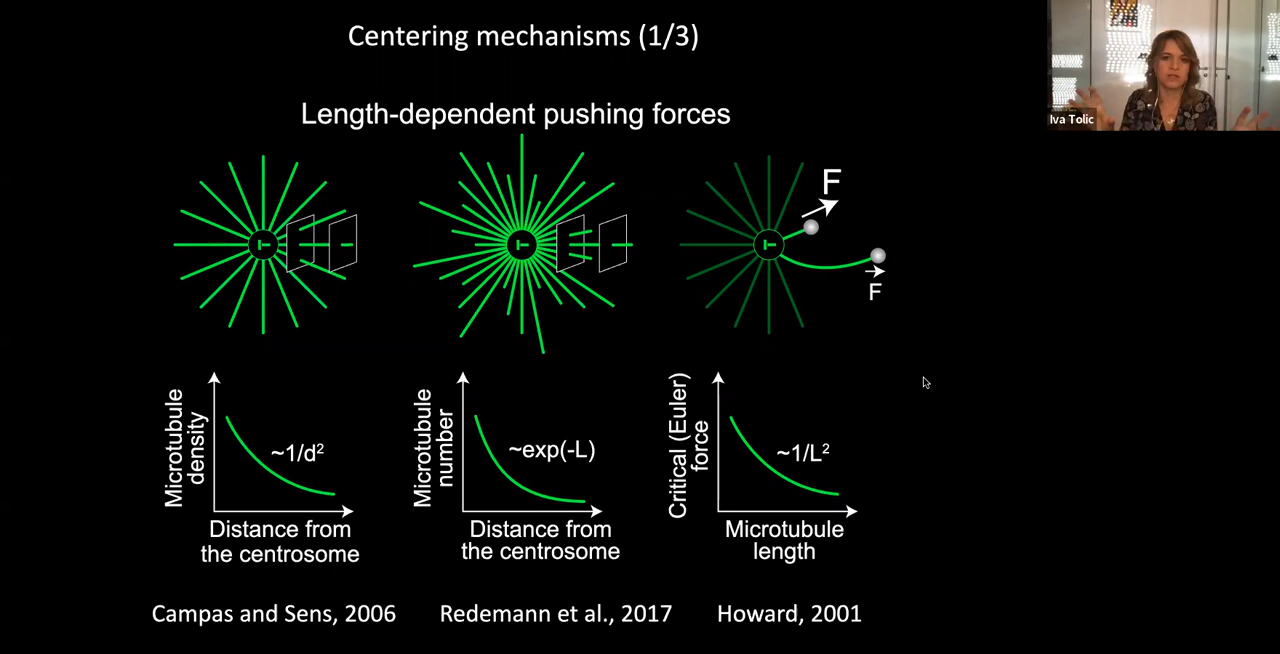 Centering mechanisms (1/3)
Iva Tolic
Length-dependent pushing forces
F
F
Microtubule
density
~1/d²
Distance from
the centrosome
Microtubule
number
~exp(-L)
Distance from
the centrosome
Critical (Euler)
force
~1/L²
Microtubule
length
Campas and Sens, 2006
Redemann et al., 2017
Howard, 2001